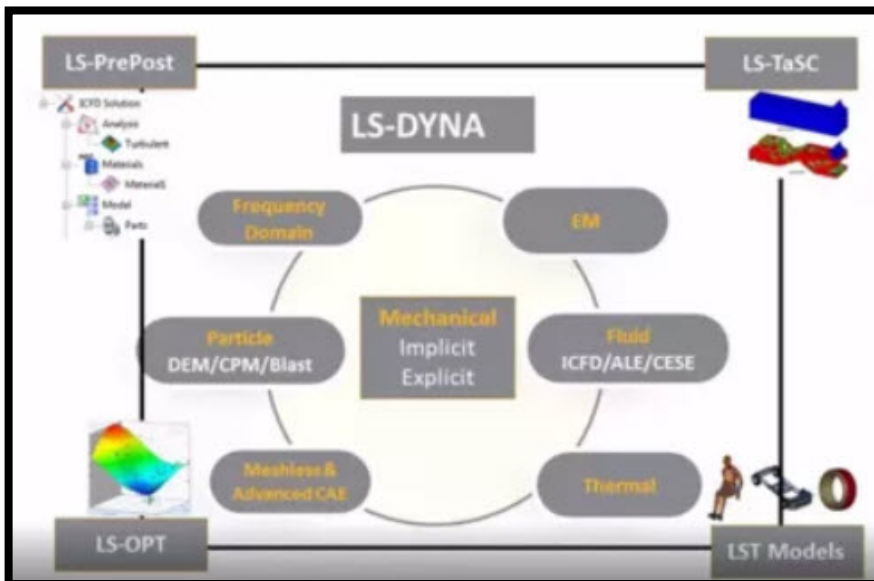 LS-PrePost
LS-TaSC
ICFD Solution
Analysis
Turbulent
Materials
Material1
Model
Parts
LS-DYNA
Frequency
Domain
EM
Particle
DEM/CPM/Blast
Mechanical
Implicit
Explicit
Fluid
ICFD/ALE/CESE
Meshless &
Advanced CAE
Thermal
LS-OPT
LST Models